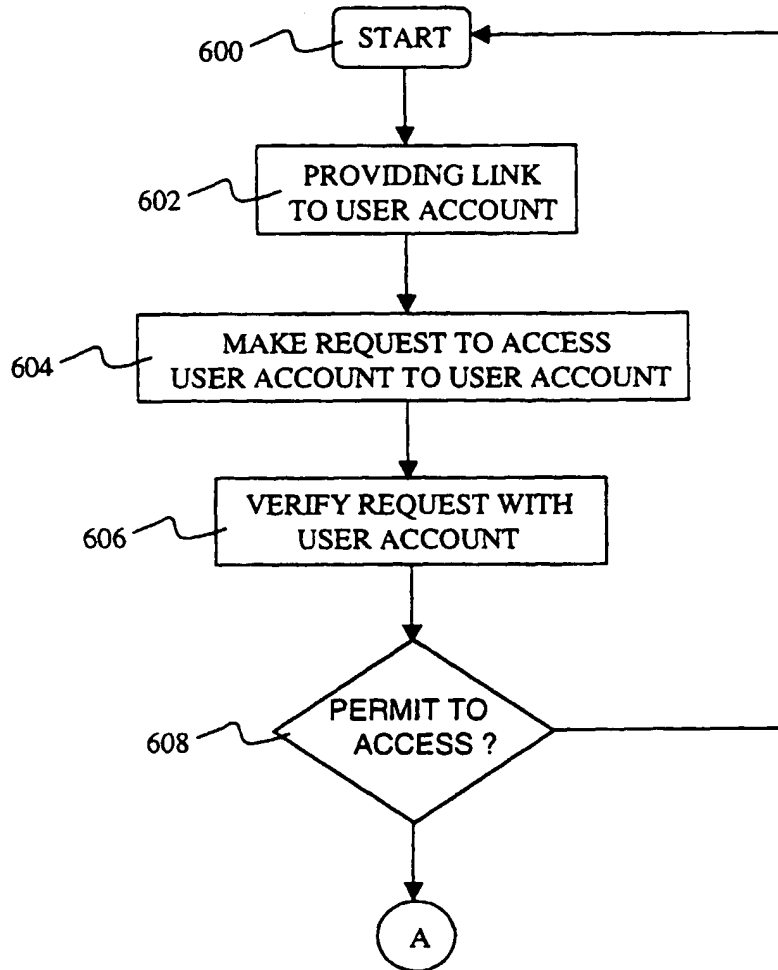 600
START
602
PROVIDING LINK
TO USER ACCOUNT
604
MAKE REQUEST TO ACCESS
USER ACCOUNT TO USER ACCOUNT
606
VERIFY REQUEST WITH
USER ACCOUNT
608
PERMIT TO
ACCESS ?
A